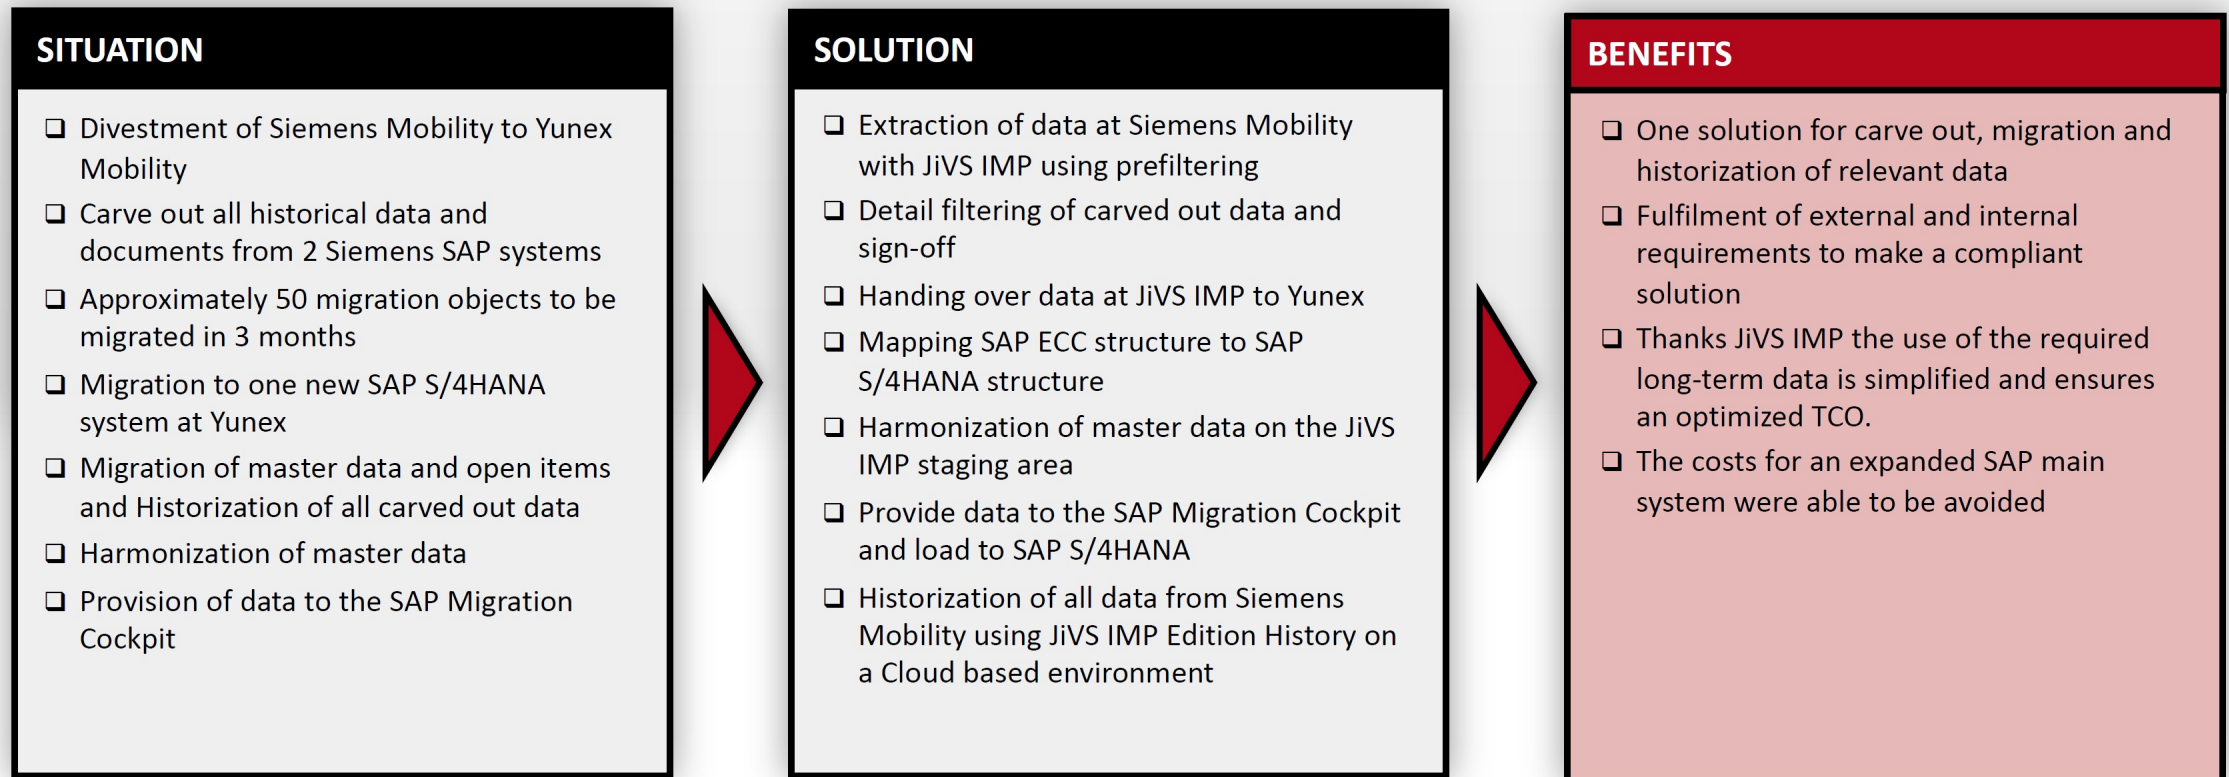 SITUATION
Divestment of Siemens Mobility to Yunex
Mobility
Carve out all historical data and
documents from 2 Siemens SAP systems
Approximately 50 migration objects to be
migrated in 3 months
Migration to one new SAP S/4HANA
system at Yunex
Migration of master data and open items
and Historization of all carved out data
Harmonization of master data
Provision of data to the SAP Migration
Cockpit
SOLUTION
Extraction of data at Siemens Mobility
with JiVS IMP using prefiltering
Detail filtering of carved out data and
sign-off
Handing over data at JiVS IMP to Yunex
Mapping SAP ECC structure to SAP
S/4HANA structure
Harmonization of master data on the JiVS
IMP staging area
Provide data to the SAP Migration Cockpit
and load to SAP S/4HANA
Historization of all data from Siemens
Mobility using JiVS IMP Edition History on
a Cloud based environment
BENEFITS
One solution for carve out, migration and
historization of relevant data
Fulfilment of external and internal
requirements to make a compliant
solution
Thanks JiVS IMP the use of the required
long-term data is simplified and ensures
an optimized TCO.
The costs for an expanded SAP main
system were able to be avoided